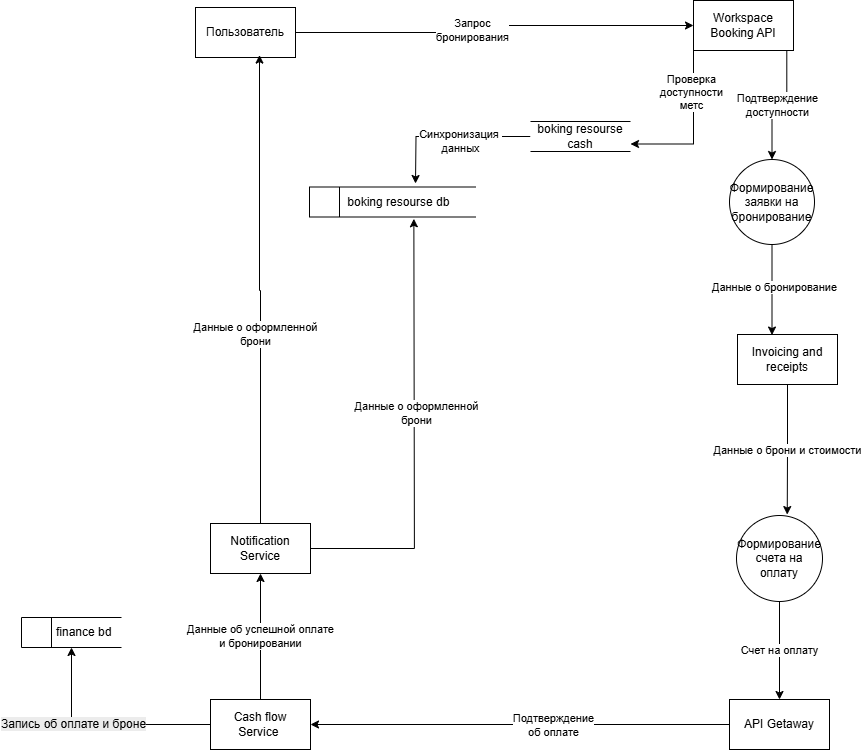 Пользователь
Запрос
бронирования
Workspace
Booking API
Проверка
доступности
метс
Подтверждение
доступности
Синхронизация
данных
boking resourse
cash
boking resourse db
Формирование
заявки на
бронирование
Данные о бронирование
Данные о оформленной
брони
Invoicing and
receipts
Данные о оформленной
брони
Данные о брони и стоимости
Notification
Service
Формирование
счета на
оплату
finance bd
Данные об успешной оплате
и бронировании
Счет на оплату
Запись об оплате и броне
Cash flow
Service
Подтверждение
об оплате
API Getaway